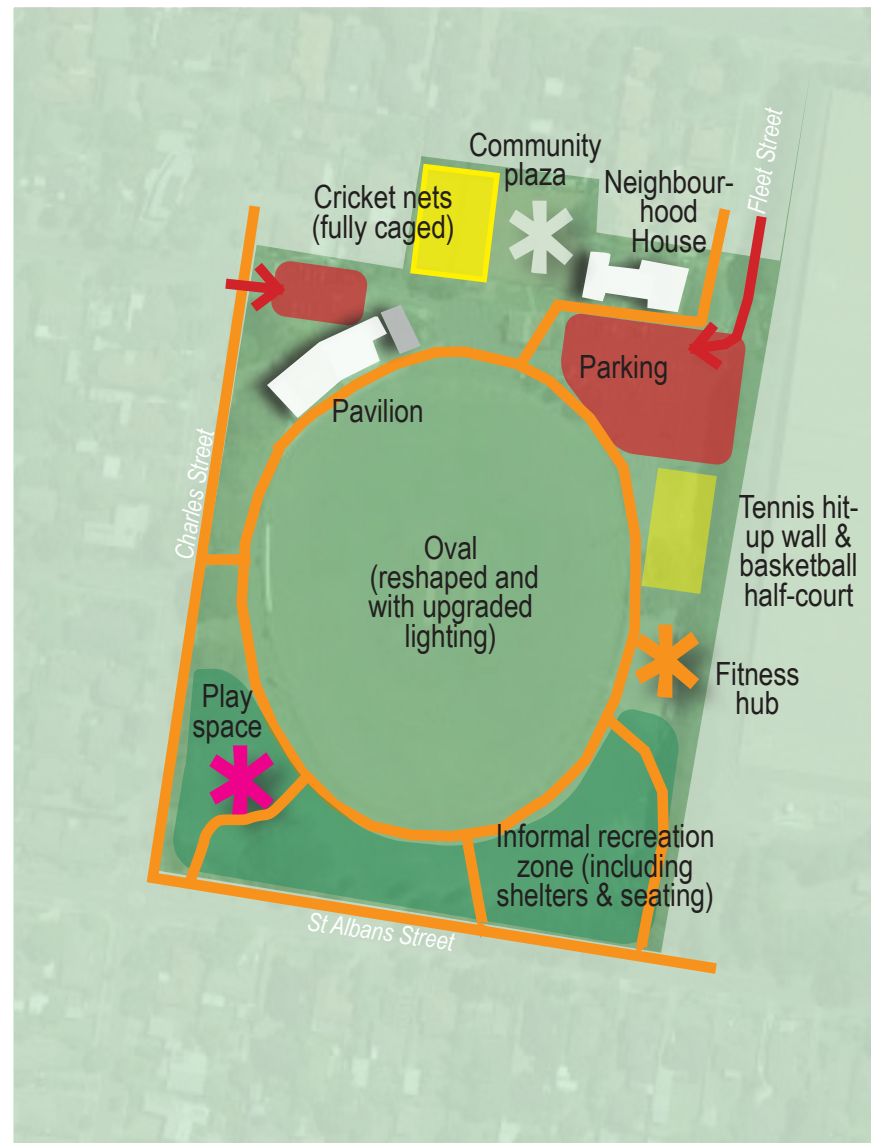 Community
plaza
Cricket nets
(fully caged)
Neighbour-
hood
House
Fleet Street
Parking
Pavilion
Charles Street
Oval
(reshaped and
with upgraded
lighting)
Tennis hit-
up wall &
basketball
half-court
Fitness
hub
Play
space
Informal recreation
zone (including
shelters & seating)
St Albans Street